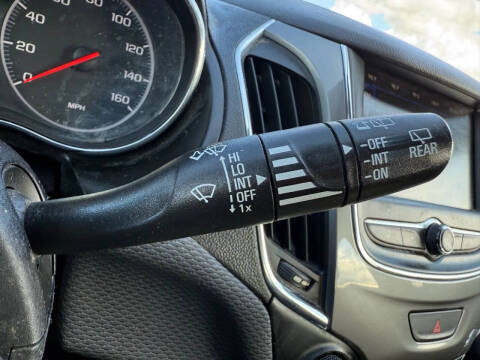 0
20
40
60
80
100
120
140
160
MPH
HI
LO
INT
OFF
1x
-OFF
-INT
-ON
REAR